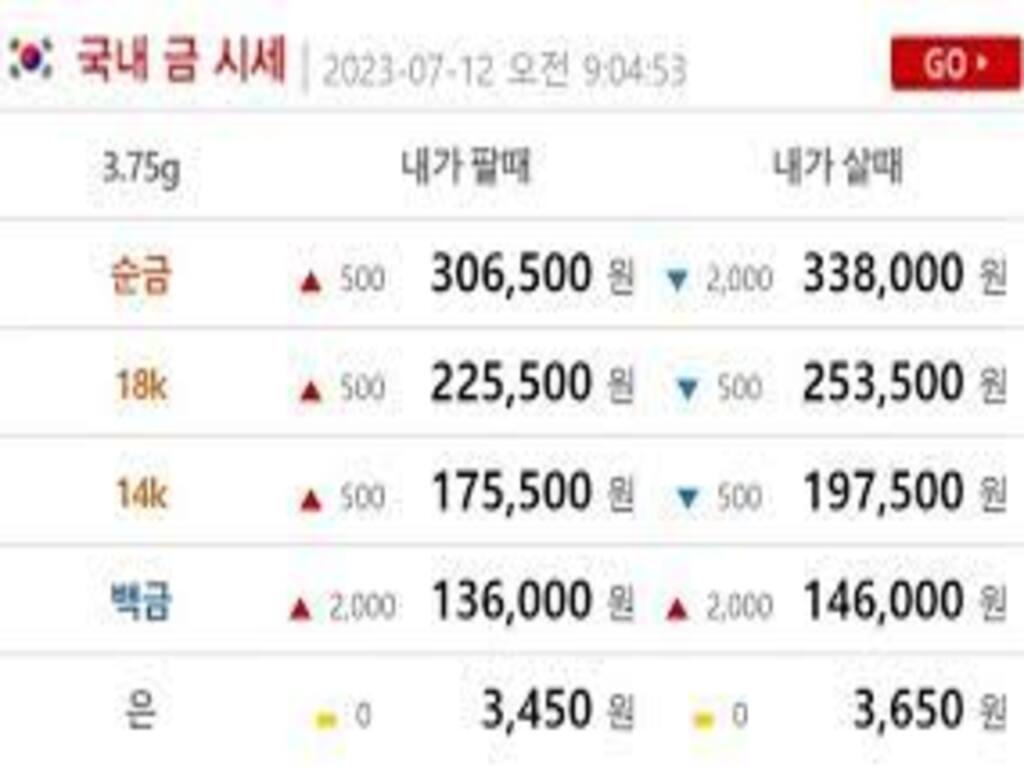 국내 금 시세 | 2023-07-12 오전 9:04:53 GO ▸
3.75g 내가 팔때 내가 살때
순금 ▲ 500 306,500 원 ▼ 2,000 338,000 원
18k ▲ 500 225,500 원 ▼ 500 253,500 원
14k ▲ 500 175,500 원 ▼ 500 197,500 원
백금 ▲ 2,000 136,000 원 ▲ 2,000 146,000 원
은 0 3,450 원 0 3,650 원